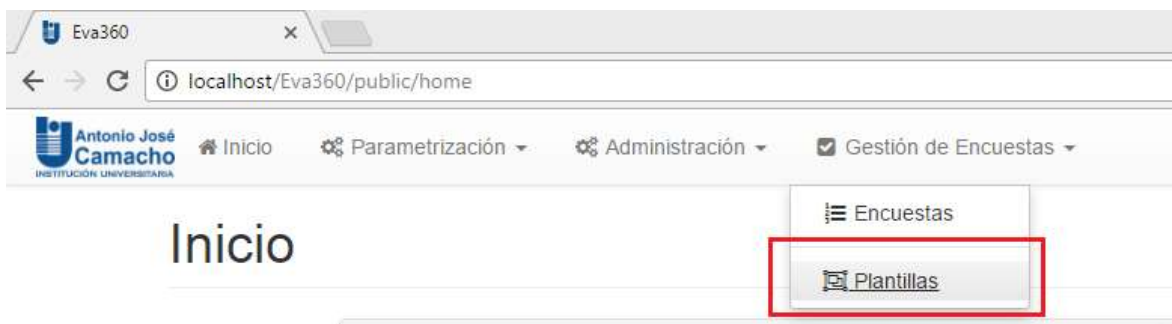 Eva360
localhost/Eva360/public/home
Antonio José
Camacho
INSTITUCIÓN UNIVERSITARIA
Inicio Parametrización Administración Gestión de Encuestas
Encuestas
Inicio
Plantillas